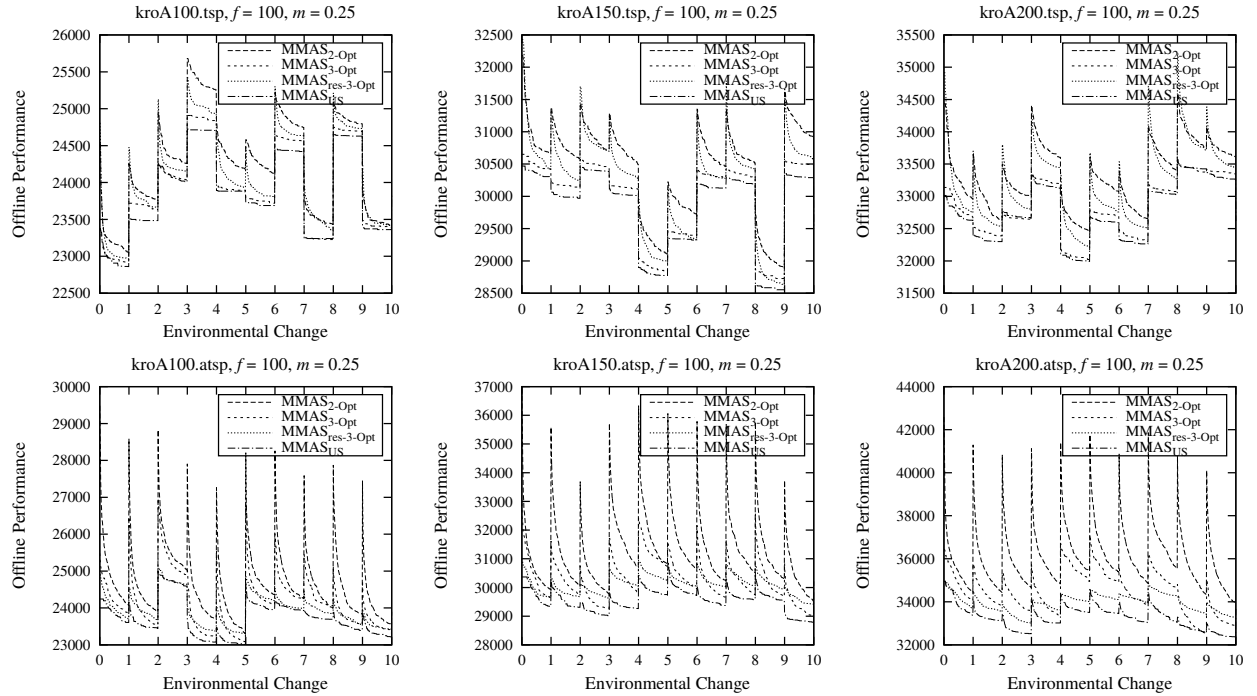 kroA100.tsp, f = 100, m = 0.25
26000
25500
25000
24500
24000
23500
23000
22500
Offline Performance
MMAS2-Opt
MMAS3-Opt
MMASres-3-Opt
MMASUS
0 1 2 3 4 5 6 7 8 9 10
Environmental Change
kroA150.tsp, f = 100, m = 0.25
32500
31500
30500
29500
28500
Offline Performance
MMAS2-Opt
MMAS3-Opt
MMASres-3-Opt
MMASUS
0 1 2 3 4 5 6 7 8 9 10
Environmental Change
kroA200.tsp, f = 100, m = 0.25
35500
34500
33500
32500
31500
Offline Performance
MMAS2-Opt
MMAS3-Opt
MMASres-3-Opt
MMASUS
0 1 2 3 4 5 6 7 8 9 10
Environmental Change
kroA100.atsp, f = 100, m = 0.25
30000
29000
28000
27000
26000
25000
24000
23000
Offline Performance
MMAS2-Opt
MMAS3-Opt
MMASres-3-Opt
MMASUS
0 1 2 3 4 5 6 7 8 9 10
Environmental Change
kroA150.atsp, f = 100, m = 0.25
37000
36000
35000
34000
33000
32000
31000
30000
29000
28000
Offline Performance
MMAS2-Opt
MMAS3-Opt
MMASres-3-Opt
MMASUS
0 1 2 3 4 5 6 7 8 9 10
Environmental Change
kroA200.atsp, f = 100, m = 0.25
44000
42000
40000
38000
36000
34000
32000
Offline Performance
MMAS2-Opt
MMAS3-Opt
MMASres-3-Opt
MMASUS
0 1 2 3 4 5 6 7 8 9 10
Environmental Change